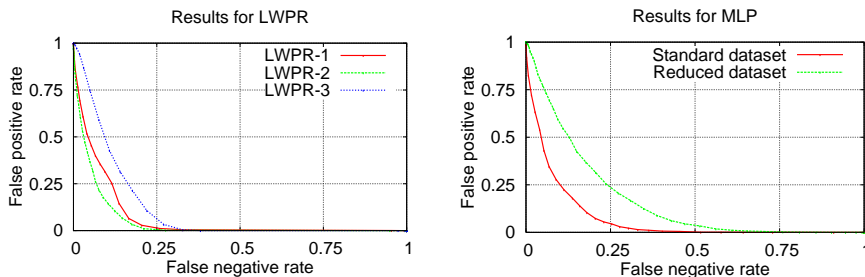 Results for LWPR
1
0.75
0.5
0.25
0
0
0.25
0.5
0.75
1
False positive rate
False negative rate
LWPR-1
LWPR-2
LWPR-3
Results for MLP
1
0.75
0.5
0.25
0
0
0.25
0.5
0.75
1
False positive rate
False negative rate
Standard dataset
Reduced dataset